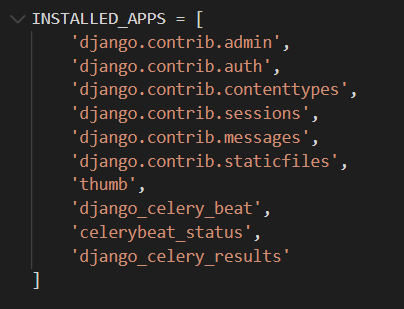 INSTALLED_APPS = [
'django.contrib.admin',
'django.contrib.auth',
'django.contrib.contenttypes',
'django.contrib.sessions',
'django.contrib.messages',
'django.contrib.staticfiles',
'thumb',
'django_celery_beat',
'celerybeat_status',
'django_celery_results'
]